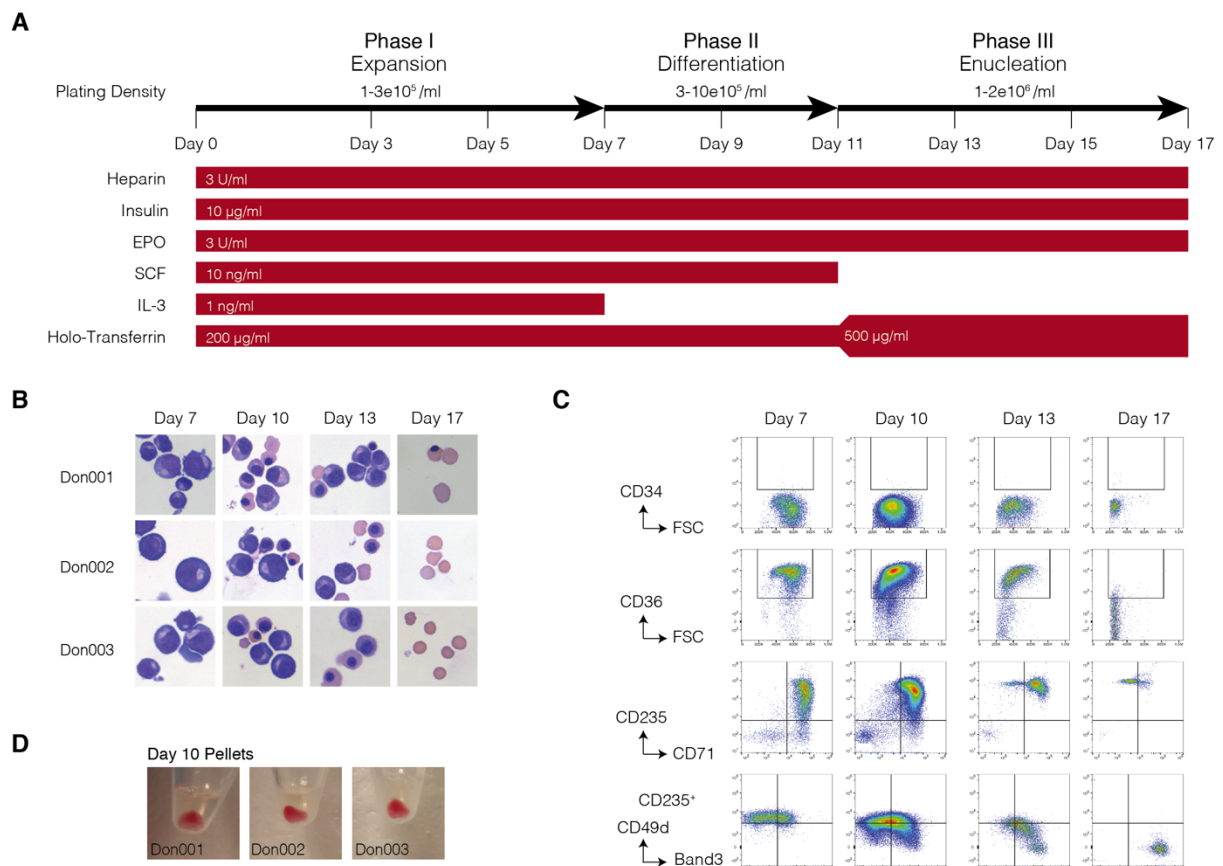 A
Phase I
Expansion
Phase II
Differentiation
Phase III
Enucleation
Plating Density
1-3e10⁵/ml
3-10e10⁵/ml
1-2e10⁶/ml
Day 0
Day 3
Day 5
Day 7
Day 9
Day 11
Day 13
Day 15
Day 17
Heparin
3 U/ml
Insulin
10 µg/ml
EPO
3 U/ml
SCF
10 ng/ml
IL-3
1 ng/ml
Holo-Transferrin
200 µg/ml
500 µg/ml
B
Day 7
Day 10
Day 13
Day 17
Don001
Don002
Don003
C
Day 7
Day 10
Day 13
Day 17
CD34
FSC
CD36
FSC
CD235
CD71
CD235⁺
CD49d
Band3
D
Day 10 Pellets
Don001
Don002
Don003